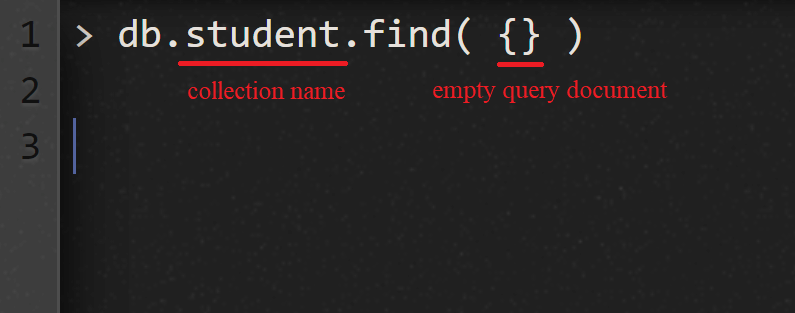 1 > db.student.find( {} )
2 collection name empty query document
3